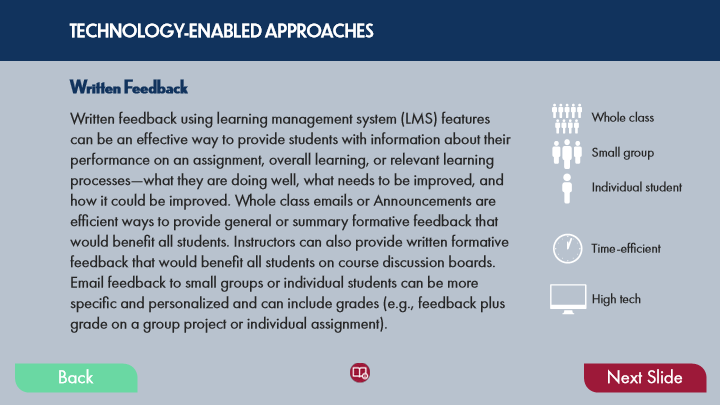 TECHNOLOGY-ENABLED APPROACHES
Written Feedback
Written feedback using learning management system (LMS) features
can be an effective way to provide students with information about their
performance on an assignment, overall learning, or relevant learning
processes—what they are doing well, what needs to be improved, and
how it could be improved. Whole class emails or Announcements are
efficient ways to provide general or summary formative feedback that
would benefit all students. Instructors can also provide written formative
feedback that would benefit all students on course discussion boards.
Email feedback to small groups or individual students can be more
specific and personalized and can include grades (e.g., feedback plus
grade on a group project or individual assignment).
Whole class
Small group
Individual student
Time-efficient
High tech
Back
Next Slide